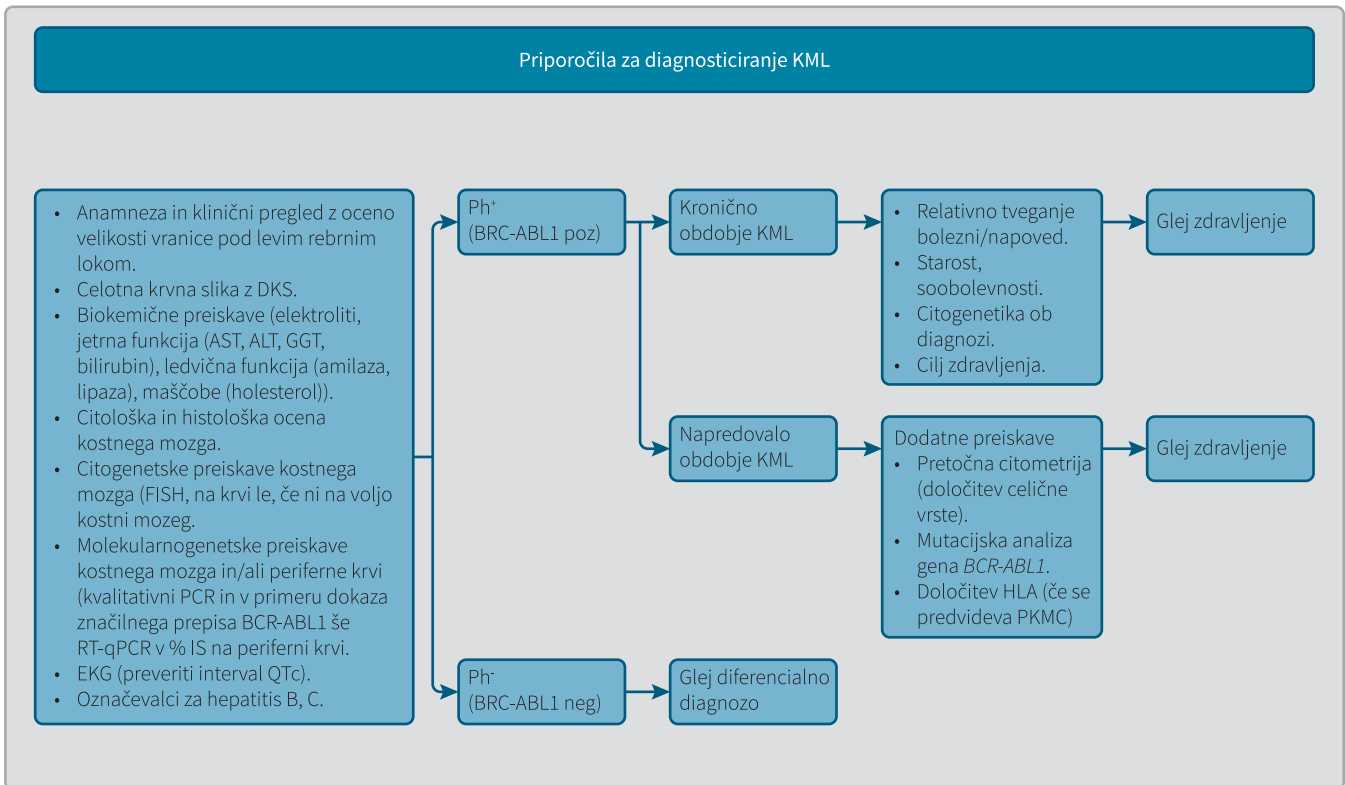 Priporočila za diagnosticiranje KML
• Anamneza in klinični pregled z oceno
velikosti vranice pod levim rebrnim
lokom.
• Celotna krvna slika z DKS.
• Biokemične preiskave (elektroliti,
jetrna funkcija (AST, ALT, GGT,
bilirubin), ledvična funkcija (amilaza,
lipaza), maščobe (holesterol)).
• Citološka in histološka ocena
kostnega mozga.
• Citogenetske preiskave kostnega
mozga (FISH, na krvi le, če ni na voljo
kostni mozeg.
• Molekularnogenetske preiskave
kostnega mozga in/ali periferne krvi
(kvalitativni PCR in v primeru dokaza
značilnega prepisa BCR-ABL1 še
RT-qPCR v % IS na periferni krvi.
• EKG (preveriti interval QTc).
• Označevalci za hepatitis B, C.
Ph⁺
(BRC-ABL1 poz)
Kronično
obdobje KML
• Relativno tveganje
bolezni/napoved.
• Starost,
soobolevnosti.
• Citogenetika ob
diagnozi.
• Cilj zdravljenja.
Glej zdravljenje
Napredovalo
obdobje KML
Dodatne preiskave
• Pretočna citometrija
(določitev celične
vrste).
• Mutacijska analiza
gena BCR-ABL1.
• Določitev HLA (če se
predvideva PKMC)
Glej zdravljenje
Ph⁻
(BRC-ABL1 neg)
Glej diferencialno
diagnozo